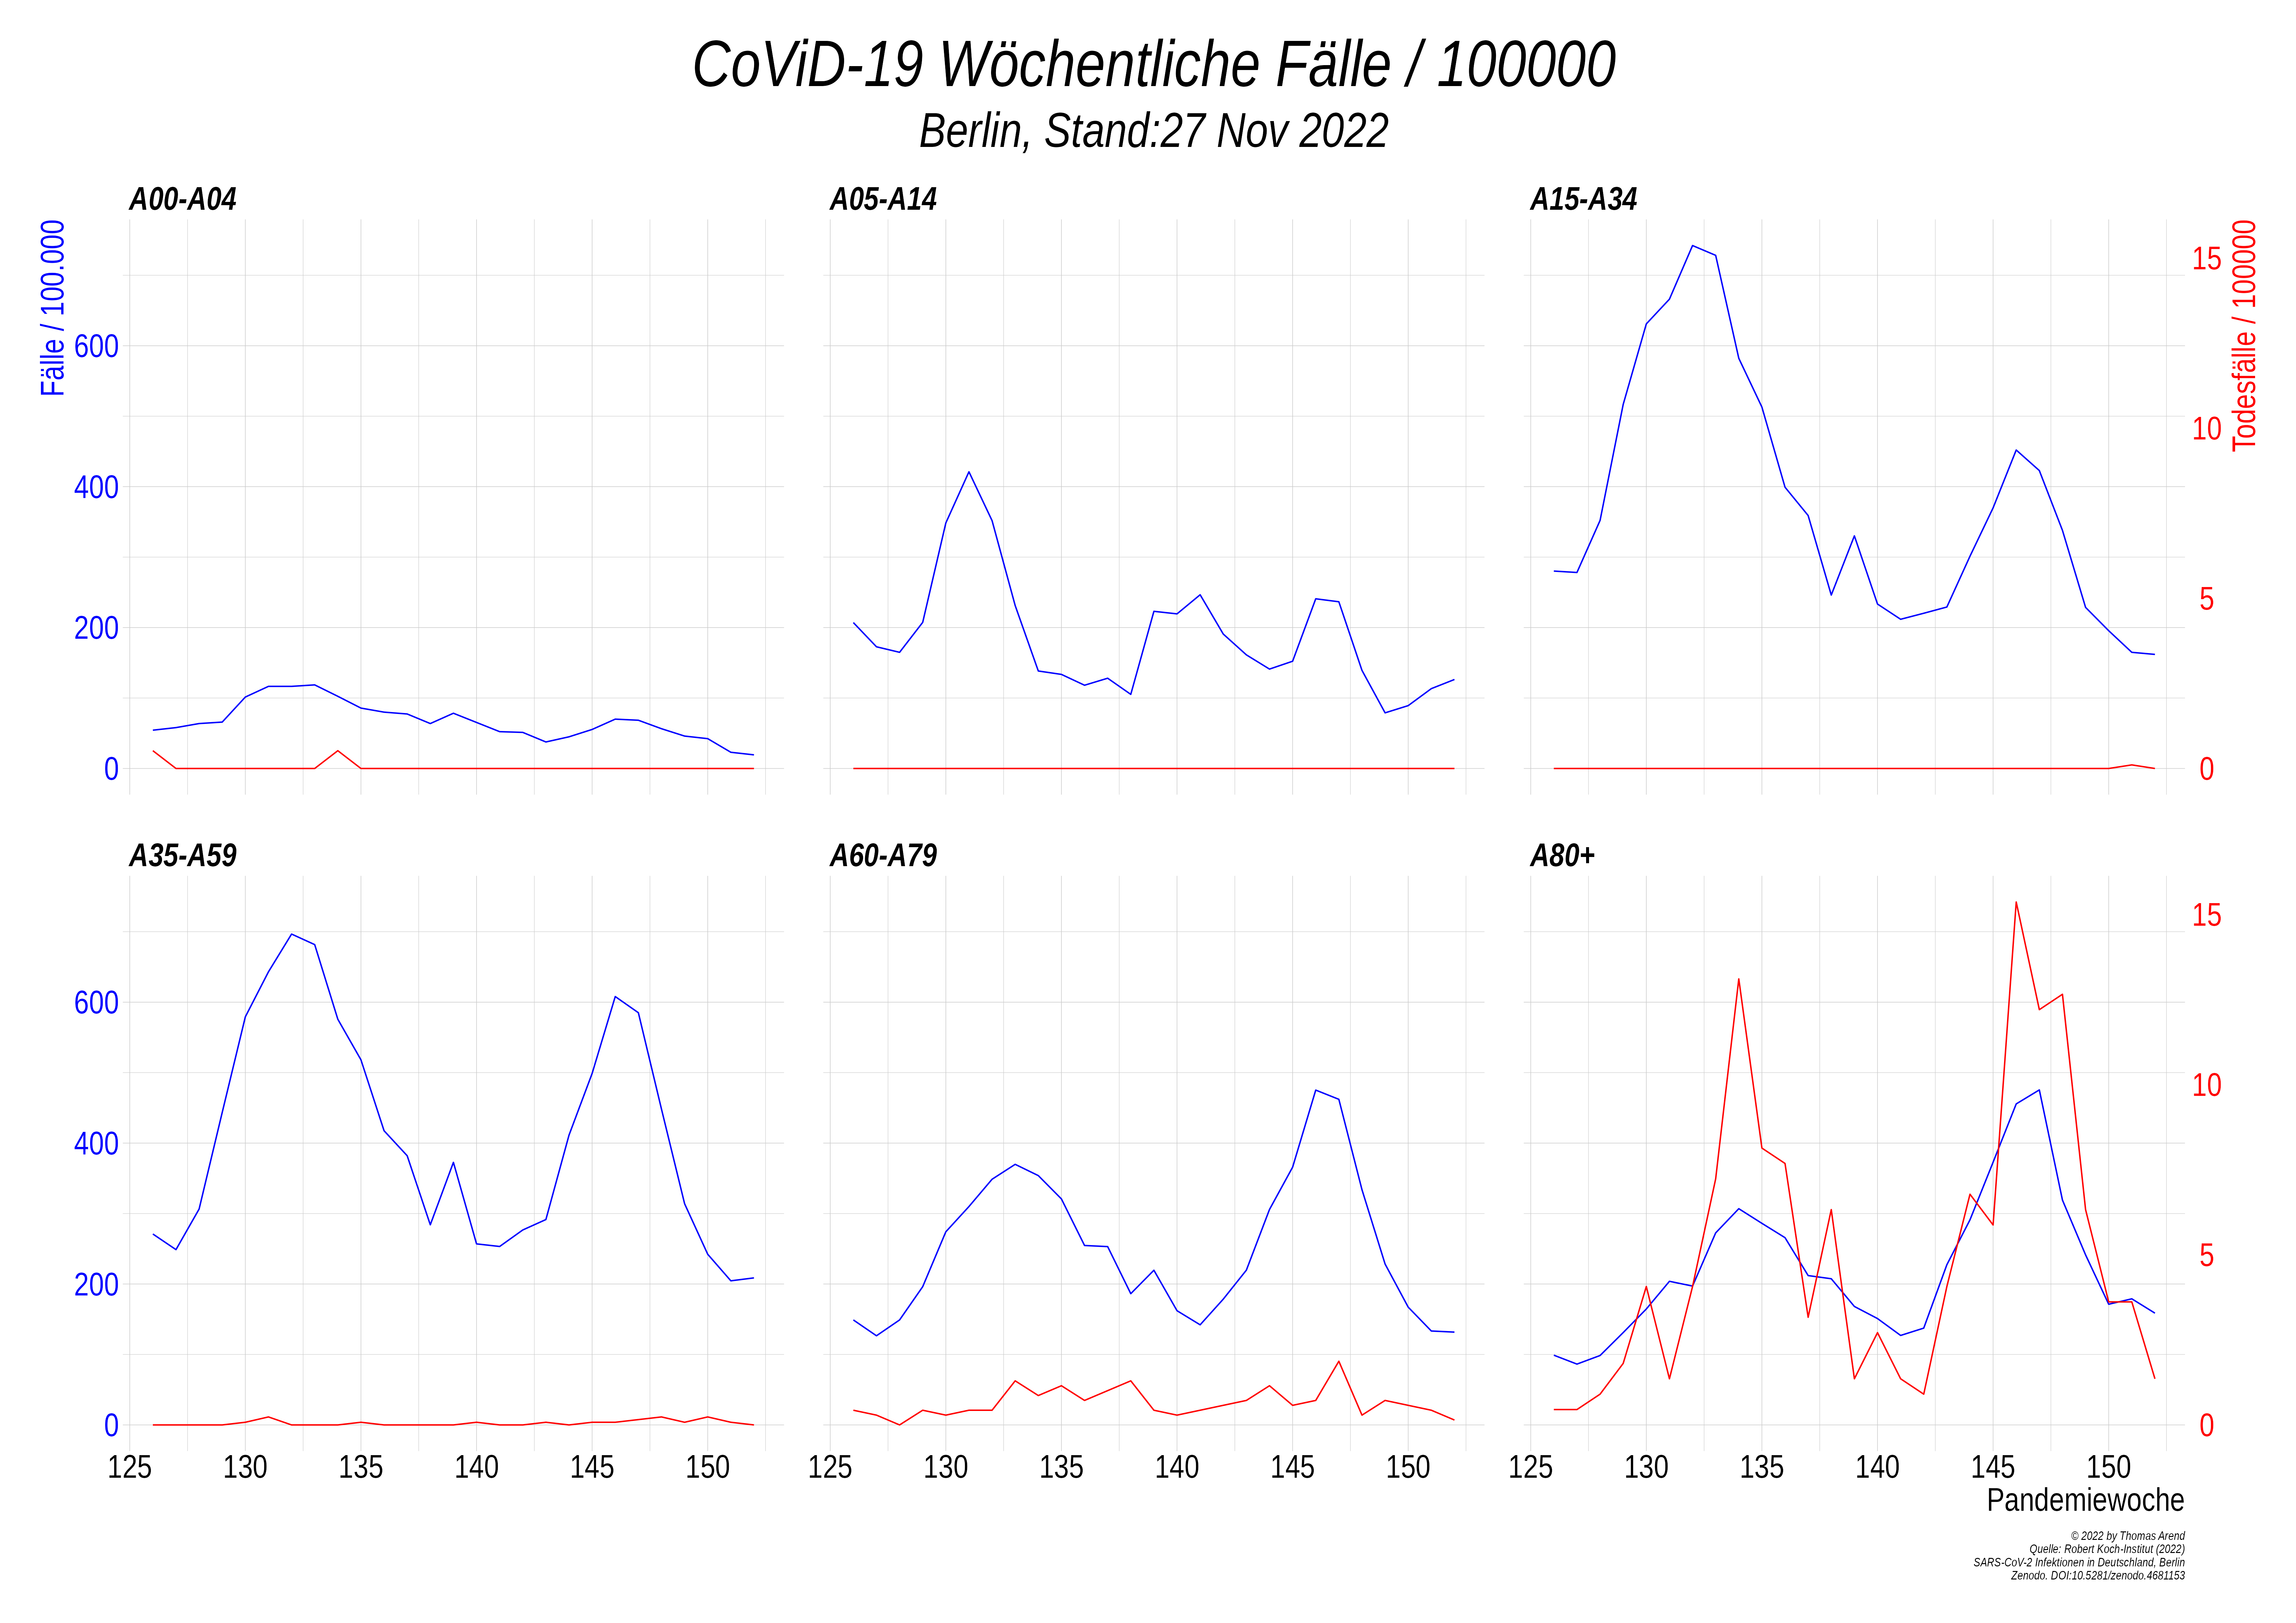 CoViD-19 Wöchentliche Fälle / 100000
Berlin, Stand:27 Nov 2022
A00-A04
A05-A14
A15-A34
Fälle / 100.000
600
400
200
0
15
10
5
0
Todesfälle / 100000
A35-A59
A60-A79
A80+
600
400
200
0
15
10
5
0
125 130 135 140 145 150
125 130 135 140 145 150
125 130 135 140 145 150
Pandemiewoche
© 2022 by Thomas Arend
Quelle: Robert Koch-Institut (2022)
SARS-CoV-2 Infektionen in Deutschland, Berlin
Zenodo. DOI:10.5281/zenodo.4681153